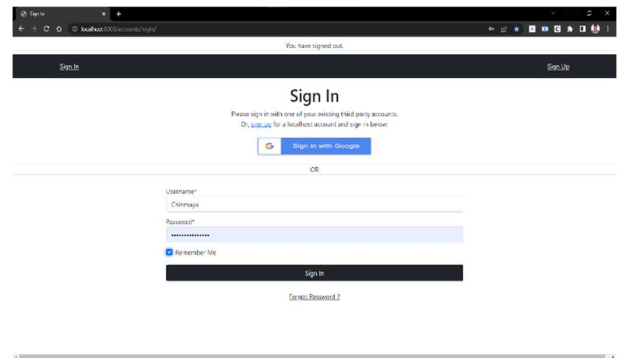 Sign In
localhost:8000/accounts/login/
You have signed out.
Sign In
Sign Up
Sign In
Please sign in with one of your existing third party accounts.
Or, sign up for a localhost account and sign in below.
Sign in with Google
OR
Username*
Chinmaya
Password*
Remember Me
Sign In
Forgot Password ?